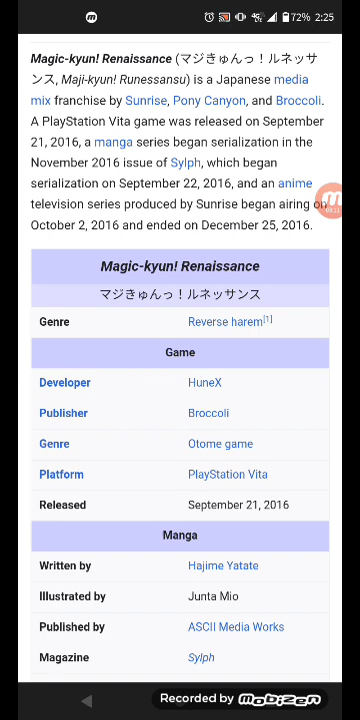 72% 2:25
Magic-kyun! Renaissance (マジきゅんっ！ルネッサ
ンス, Maji-kyun! Runessansu) is a Japanese media
mix franchise by Sunrise, Pony Canyon, and Broccoli.
A PlayStation Vita game was released on September
21, 2016, a manga series began serialization in the
November 2016 issue of Sylph, which began
serialization on September 22, 2016, and an anime
television series produced by Sunrise began airing on
October 2, 2016 and ended on December 25, 2016.
Magic-kyun! Renaissance
マジきゅんっ！ルネッサンス
Genre Reverse harem[1]
Game
Developer HuneX
Publisher Broccoli
Genre Otome game
Platform PlayStation Vita
Released September 21, 2016
Manga
Written by Hajime Yatate
Illustrated by Junta Mio
Published by ASCII Media Works
Magazine Sylph
Recorded by mobizen